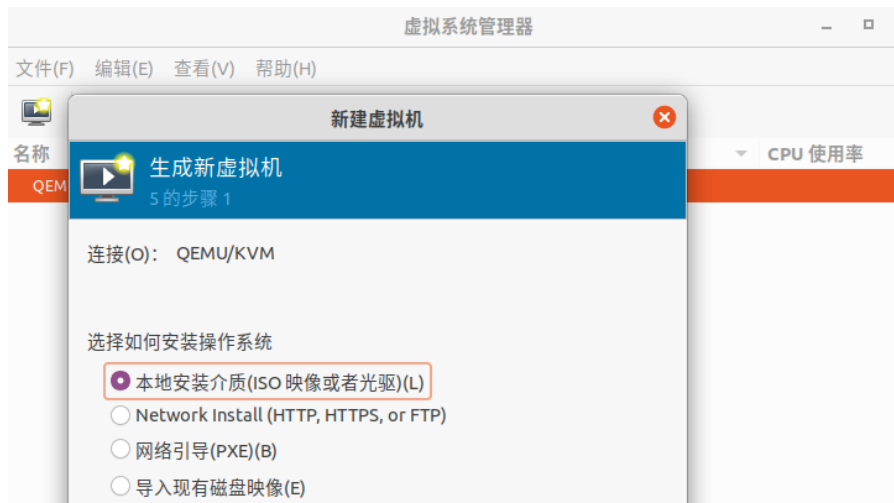 虚拟系统管理器
文件(F) 编辑(E) 查看(V) 帮助(H)
新建虚拟机
名称 CPU 使用率
生成新虚拟机
QEM
5 的步骤 1
连接(O)： QEMU/KVM
选择如何安装操作系统
本地安装介质(ISO 映像或者光驱)(L)
Network Install (HTTP, HTTPS, or FTP)
网络引导(PXE)(B)
导入现有磁盘映像(E)